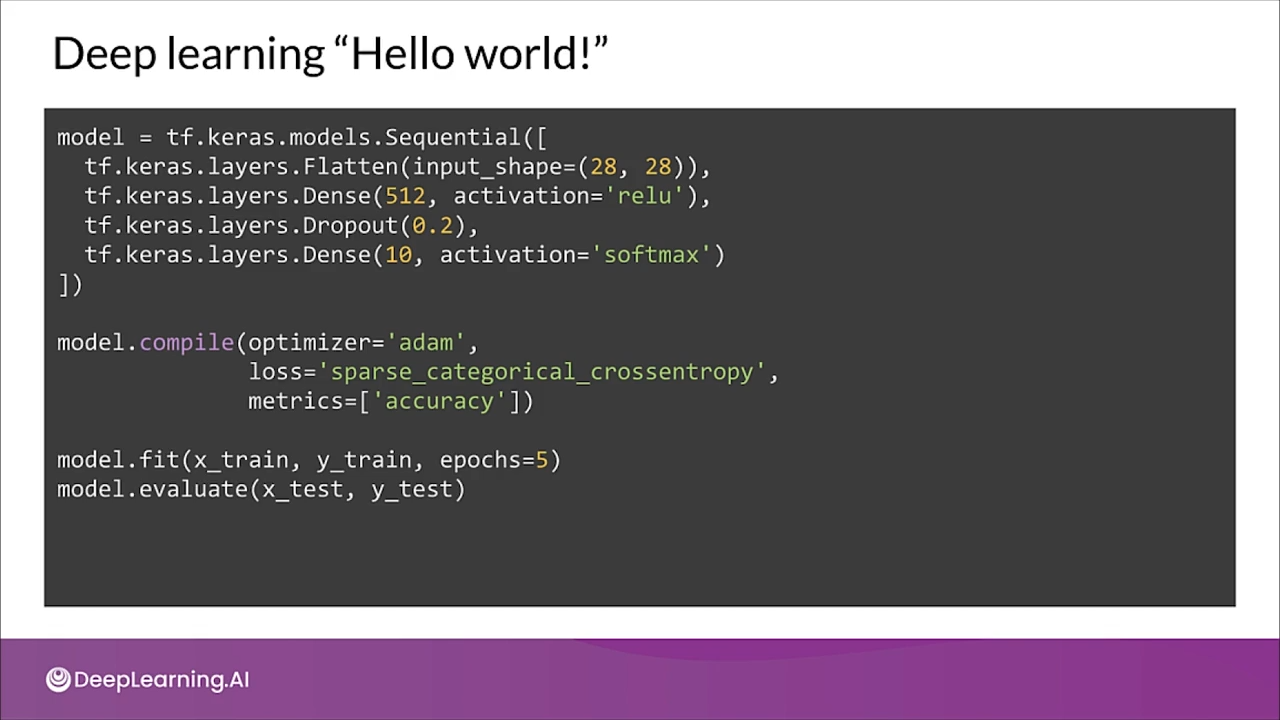 Deep learning “Hello world!”
model = tf.keras.models.Sequential([
  tf.keras.layers.Flatten(input_shape=(28, 28)),
  tf.keras.layers.Dense(512, activation='relu'),
  tf.keras.layers.Dropout(0.2),
  tf.keras.layers.Dense(10, activation='softmax')
])
model.compile(optimizer='adam',
              loss='sparse_categorical_crossentropy',
              metrics=['accuracy'])
model.fit(x_train, y_train, epochs=5)
model.evaluate(x_test, y_test)
DeepLearning.AI